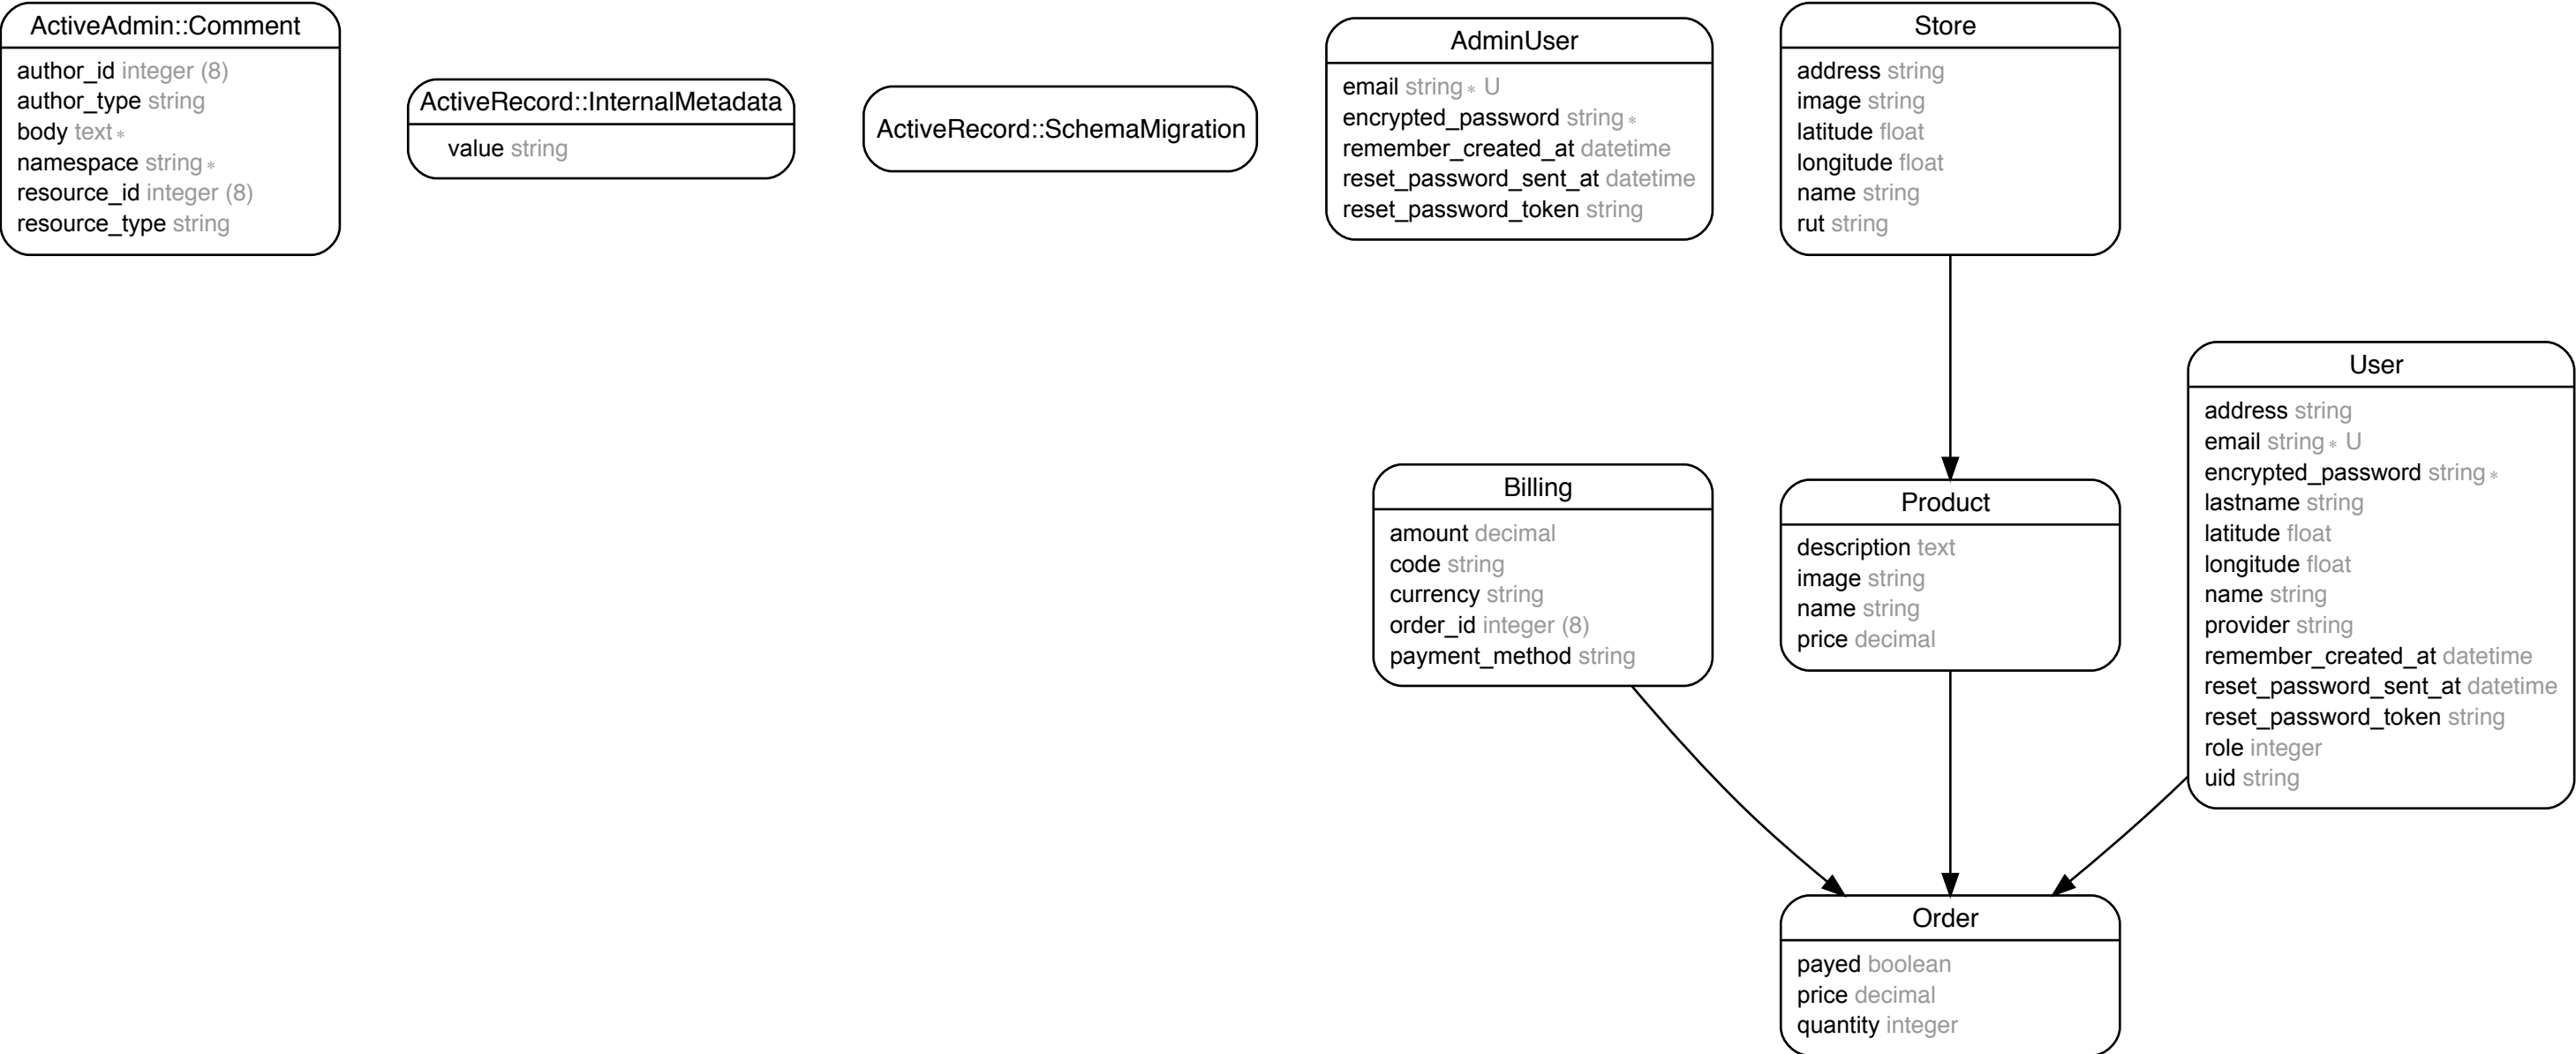 ActiveAdmin::Comment
author_id integer (8)
author_type string
body text ∗
namespace string ∗
resource_id integer (8)
resource_type string
ActiveRecord::InternalMetadata
value string
ActiveRecord::SchemaMigration
AdminUser
email string ∗ U
encrypted_password string ∗
remember_created_at datetime
reset_password_sent_at datetime
reset_password_token string
Store
address string
image string
latitude float
longitude float
name string
rut string
Billing
amount decimal
code string
currency string
order_id integer (8)
payment_method string
Product
description text
image string
name string
price decimal
User
address string
email string ∗ U
encrypted_password string ∗
lastname string
latitude float
longitude float
name string
provider string
remember_created_at datetime
reset_password_sent_at datetime
reset_password_token string
role integer
uid string
Order
payed boolean
price decimal
quantity integer